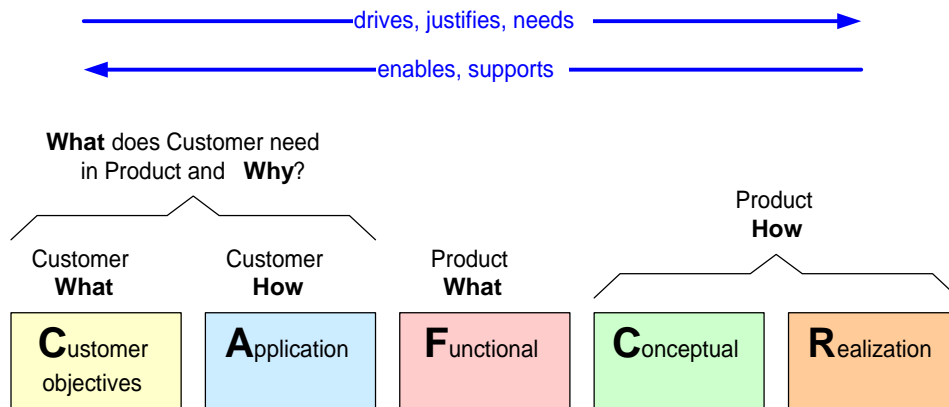 drives, justifies, needs
enables, supports
What does Customer need
in Product and Why?
Product
How
Customer
What
Customer
How
Product
What
Customer
objectives
Application
Functional
Conceptual
Realization